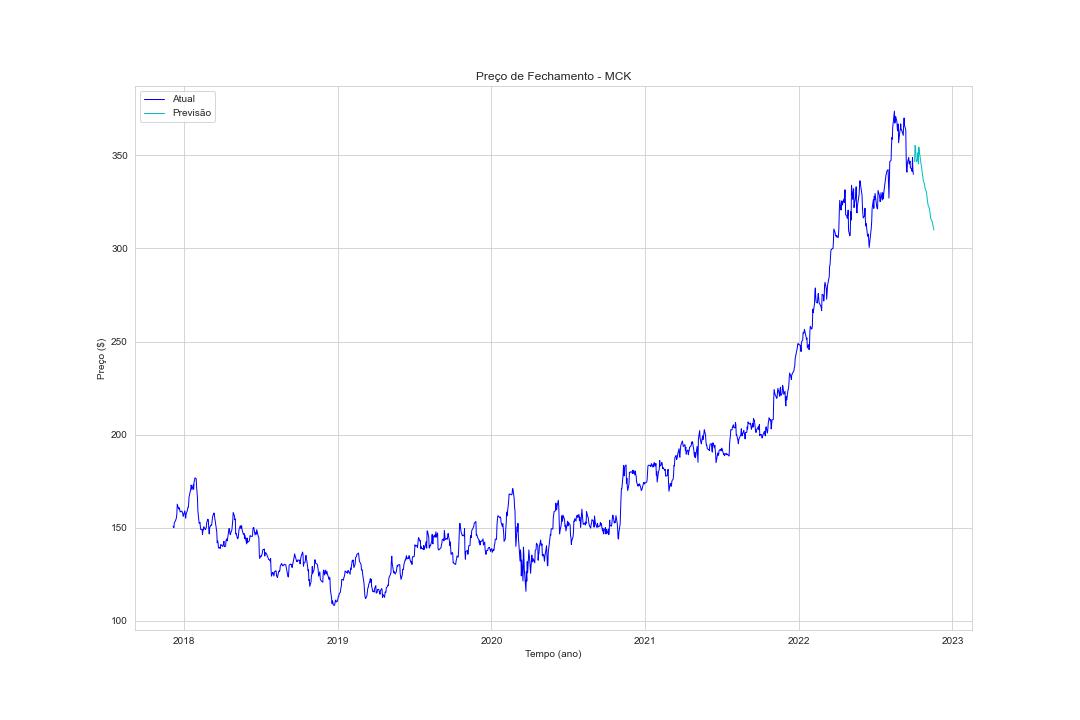 Preço de Fechamento - MCK
Atual
Previsão
350
300
250
200
150
100
Preço ($)
2018 2019 2020 2021 2022 2023
Tempo (ano)